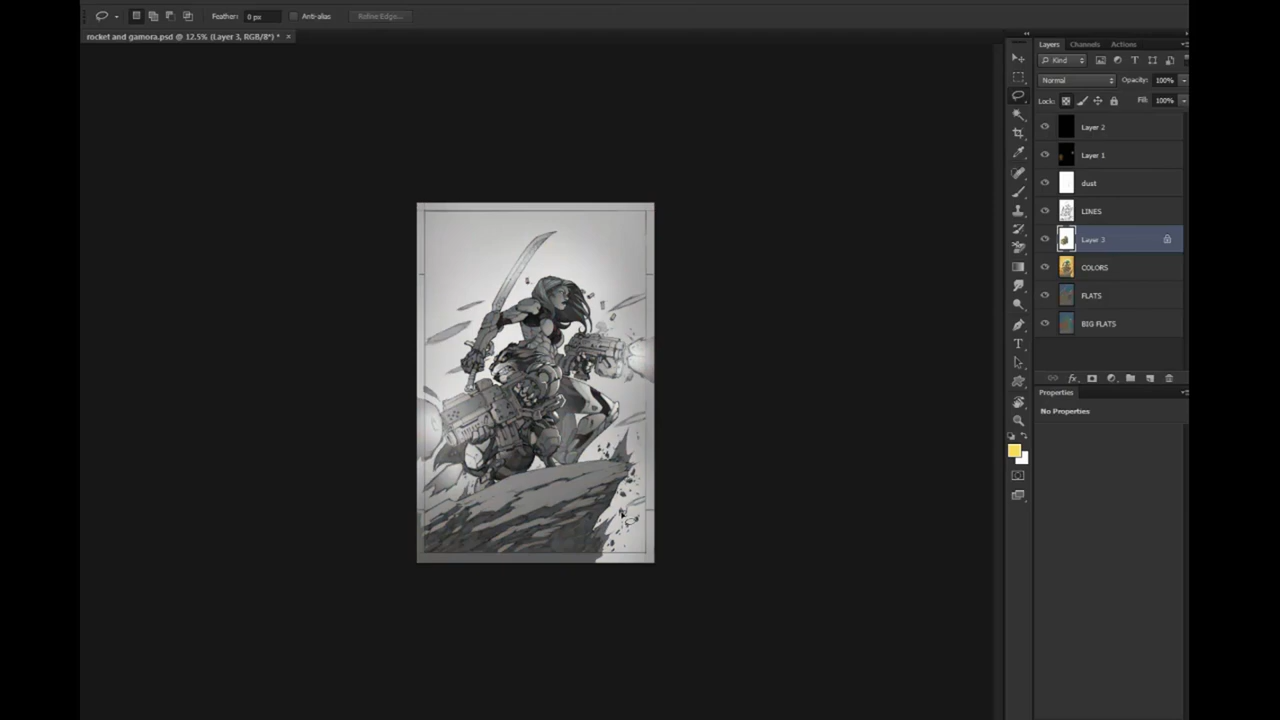 Feather: 0 px Anti-alias Refine Edge...
rocket and gamora.psd @ 12.5% (Layer 3, RGB/8*) * ×
Layers Channels Actions
Kind
Normal Opacity: 100%
Lock: Fill: 100%
Layer 2
Layer 1
dust
LINES
Layer 3
COLORS
FLATS
BIG FLATS
fx
Properties
No Properties